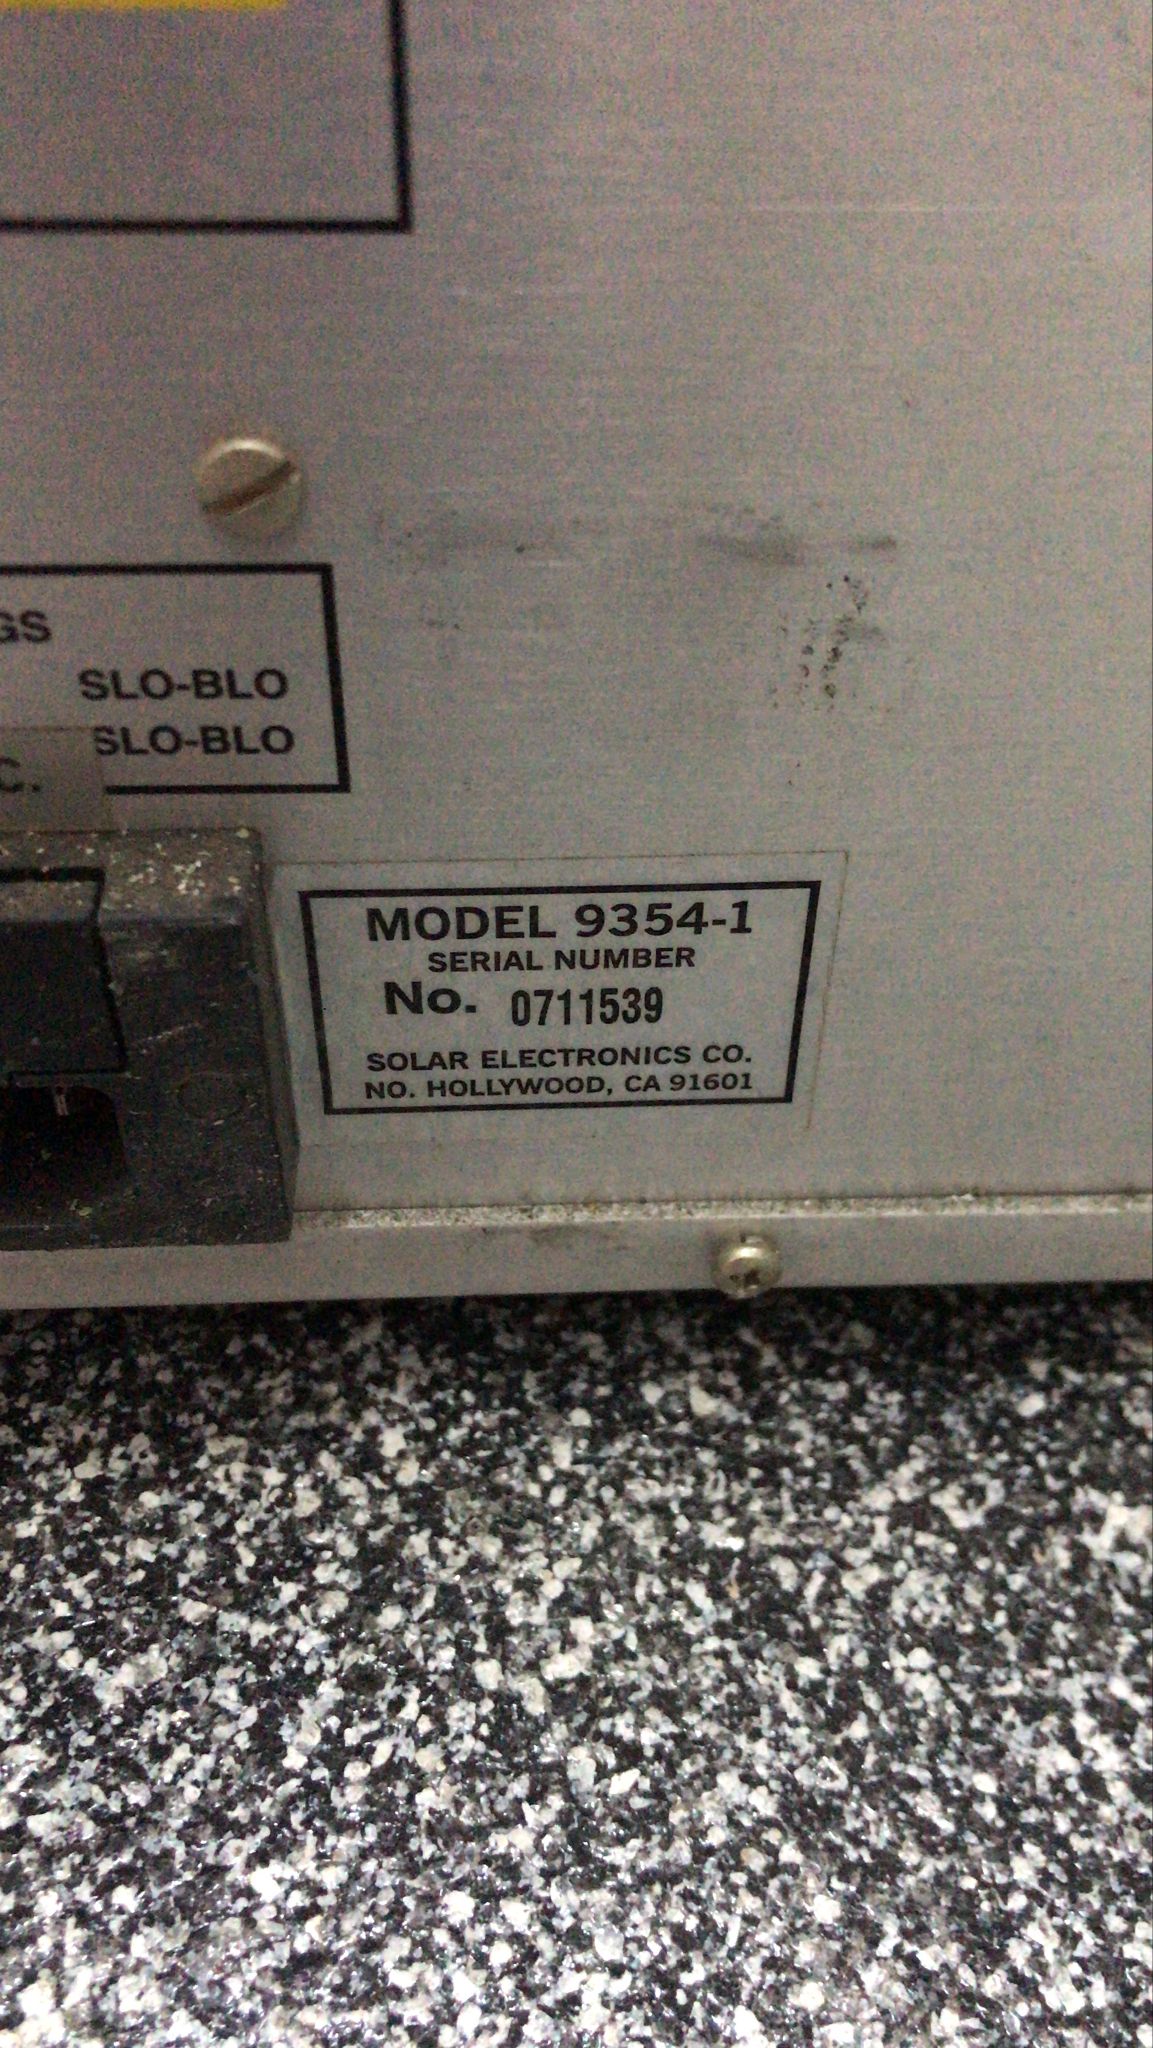 GS
SLO-BLO
SLO-BLO
C.
MODEL 9354-1
SERIAL NUMBER
No. 0711539
SOLAR ELECTRONICS CO.
NO. HOLLYWOOD, CA 91601